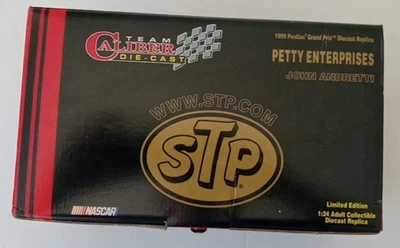 TEAM
CALIBER
DIE-CAST
1999 Pontiac® Grand Prix™ Diecast Replica
PETTY ENTERPRISES
JOHN ANDRETTI
WWW.STP.COM
STP
NASCAR
Limited Edition
1:24 Adult Collectible
Diecast Replica